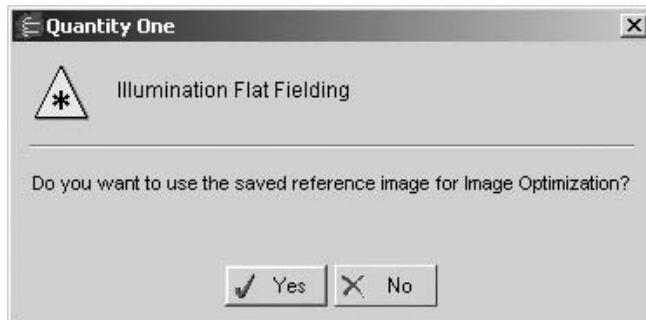 Quantity One
Illumination Flat Fielding
Do you want to use the saved reference image for Image Optimization?
Yes No